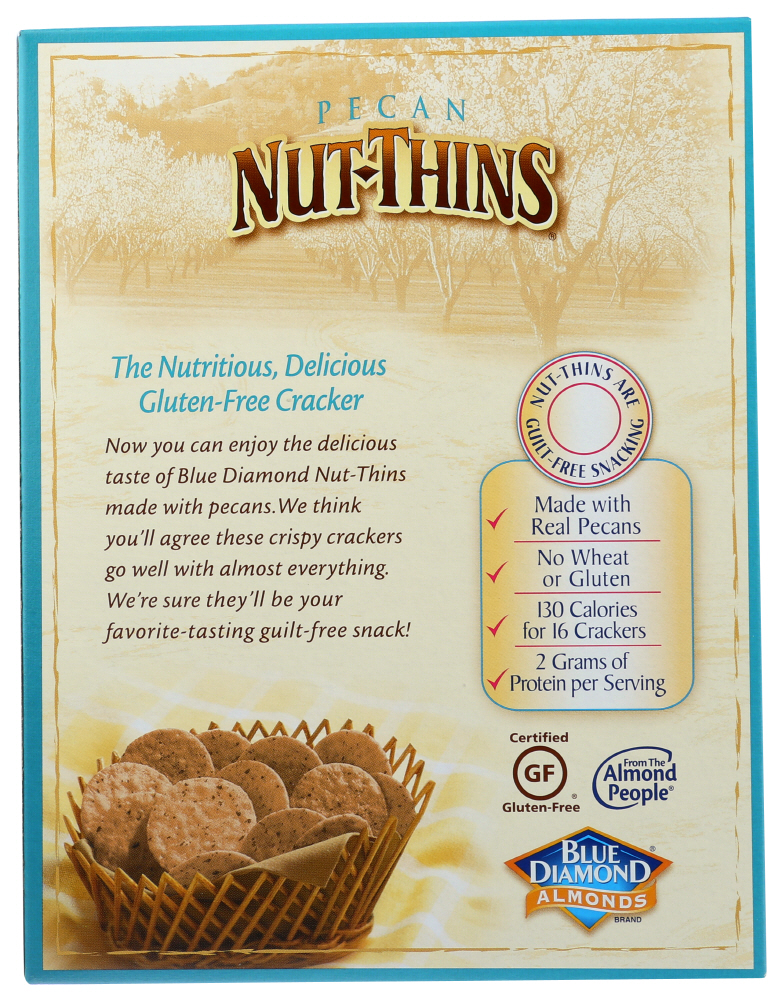 PECAN
NUT-THINS
®
The Nutritious, Delicious
Gluten-Free Cracker
Now you can enjoy the delicious
taste of Blue Diamond Nut-Thins
made with pecans.We think
you'll agree these crispy crackers
go well with almost everything.
We're sure they'll be your
favorite-tasting guilt-free snack!
NUT-THINS ARE
GUILT-FREE SNACKING
Made with
Real Pecans
No Wheat
or Gluten
130 Calories
for 16 Crackers
2 Grams of
Protein per Serving
Certified
GF
®
Gluten-Free
From The
Almond
People®
BLUE
DIAMOND
®
ALMONDS
BRAND